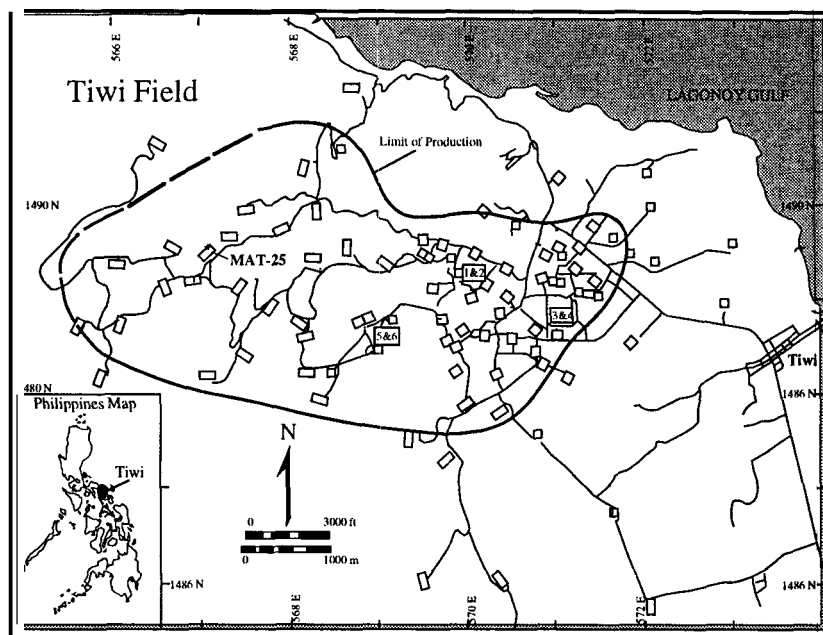 566 E
568 E
570 E
572 E
Tiwi Field
LAGONOY GULF
Limit of Production
1490 N
1490 N
MAT-25
1&2
3&4
5&6
Tiwi
480 N
1486 N
Philippines Map
Tiwi
N
0 3000 ft
0 1000 m
1486 N
1486 N
568 E
570 E
572 E